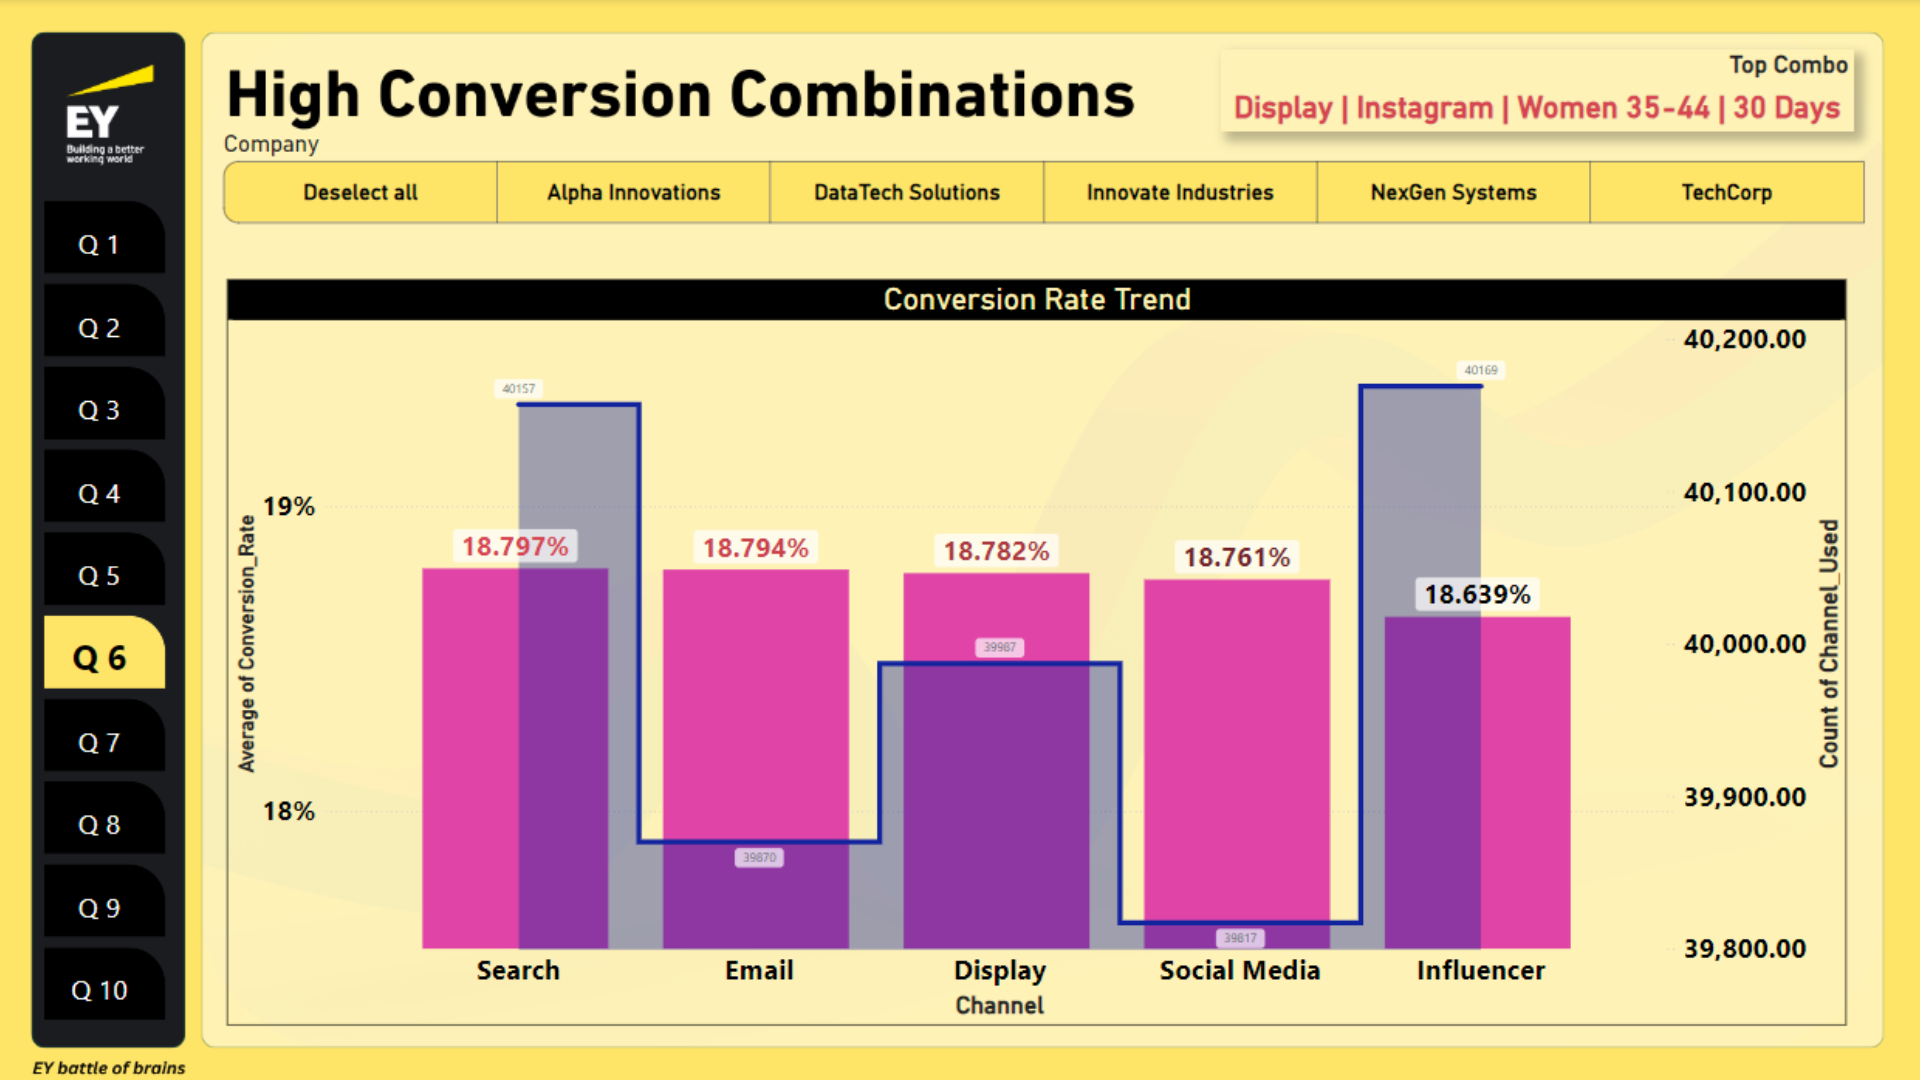 EY
Building a better
working world
Q 1
Q 2
Q 3
Q 4
Q 5
Q 6
Q 7
Q 8
Q 9
Q 10
EY battle of brains
High Conversion Combinations
Top Combo
Display | Instagram | Women 35-44 | 30 Days
Company
Deselect all
Alpha Innovations
DataTech Solutions
Innovate Industries
NexGen Systems
TechCorp
Conversion Rate Trend
Average of Conversion_Rate
19%
18%
40157
39870
39987
39817
40169
18.797%
18.794%
18.782%
18.761%
18.639%
40,200.00
40,100.00
40,000.00
39,900.00
39,800.00
Count of Channel_Used
Search
Email
Display
Social Media
Influencer
Channel